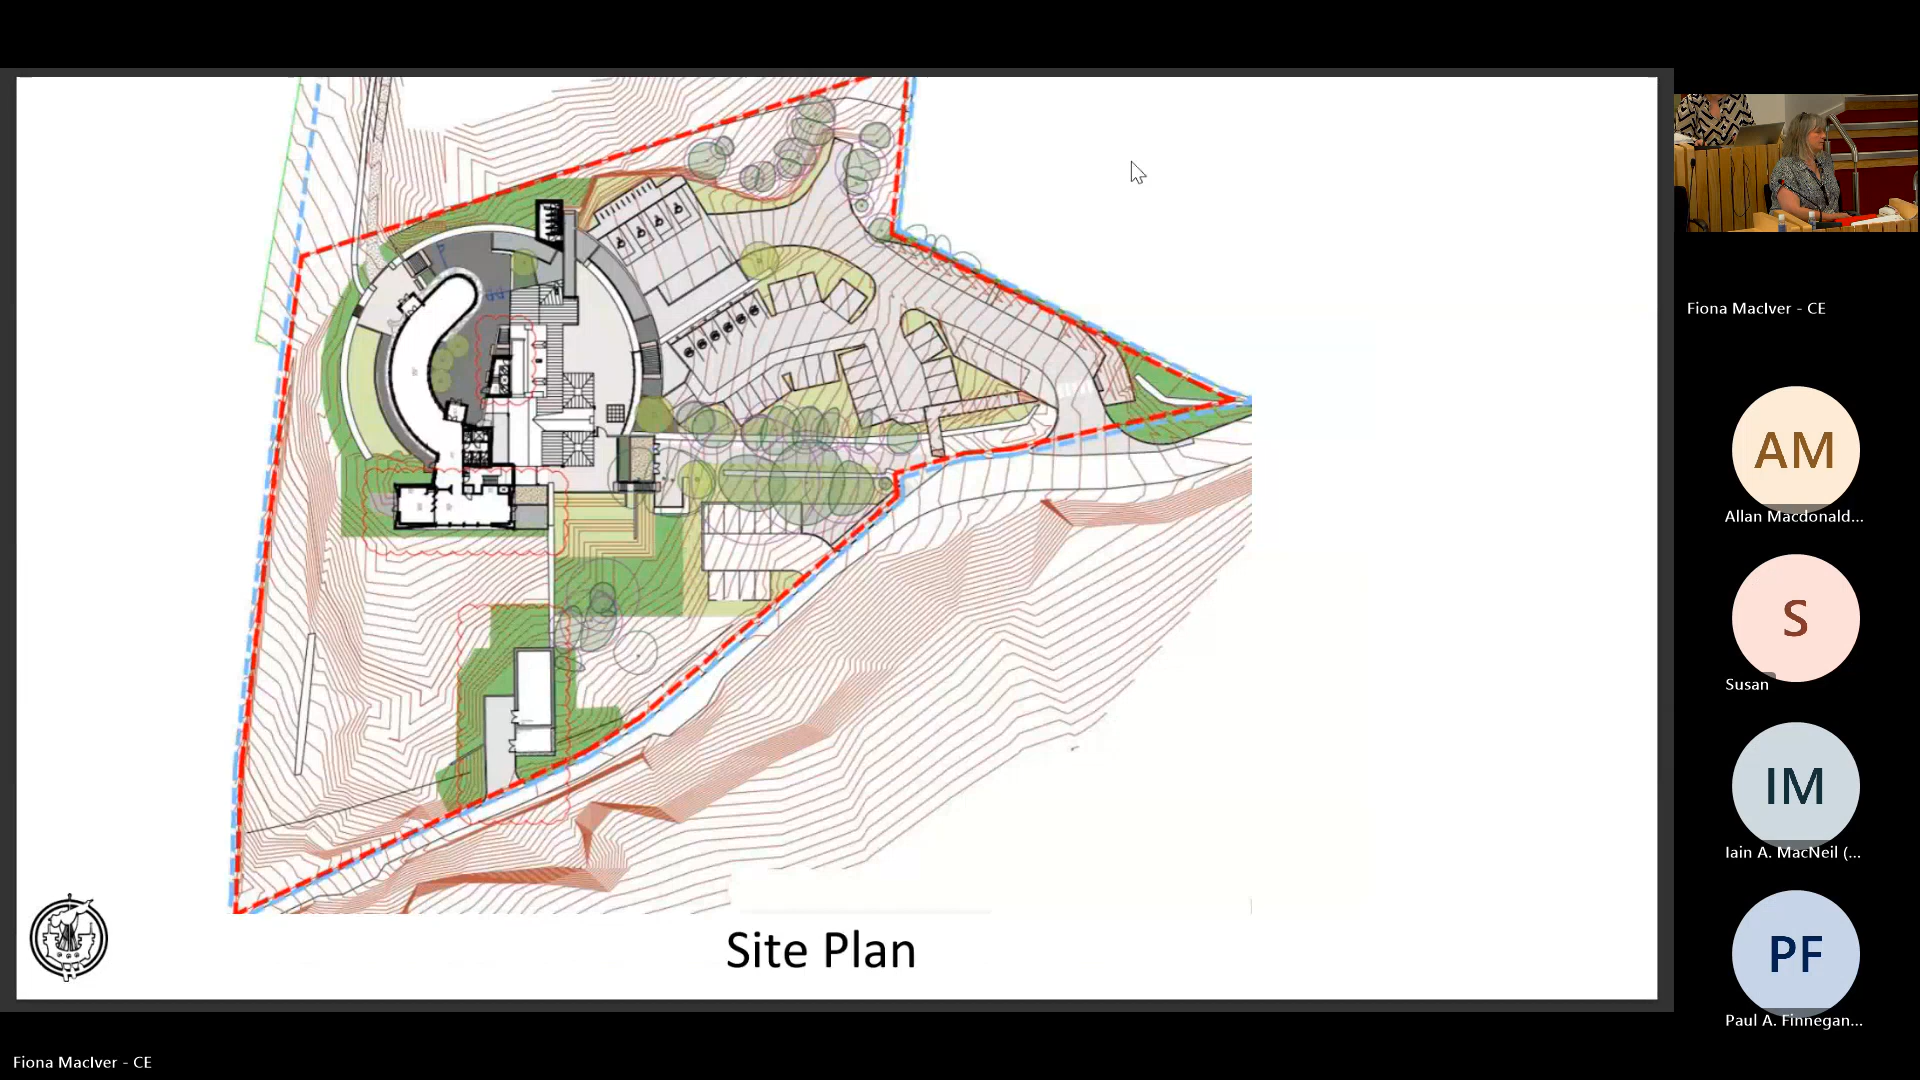 Fiona MacIver - CE
AM
Allan Macdonald...
S
Susan
IM
Iain A. MacNeil (...
PF
Paul A. Finnegan...
Site Plan
Fiona MacIver - CE